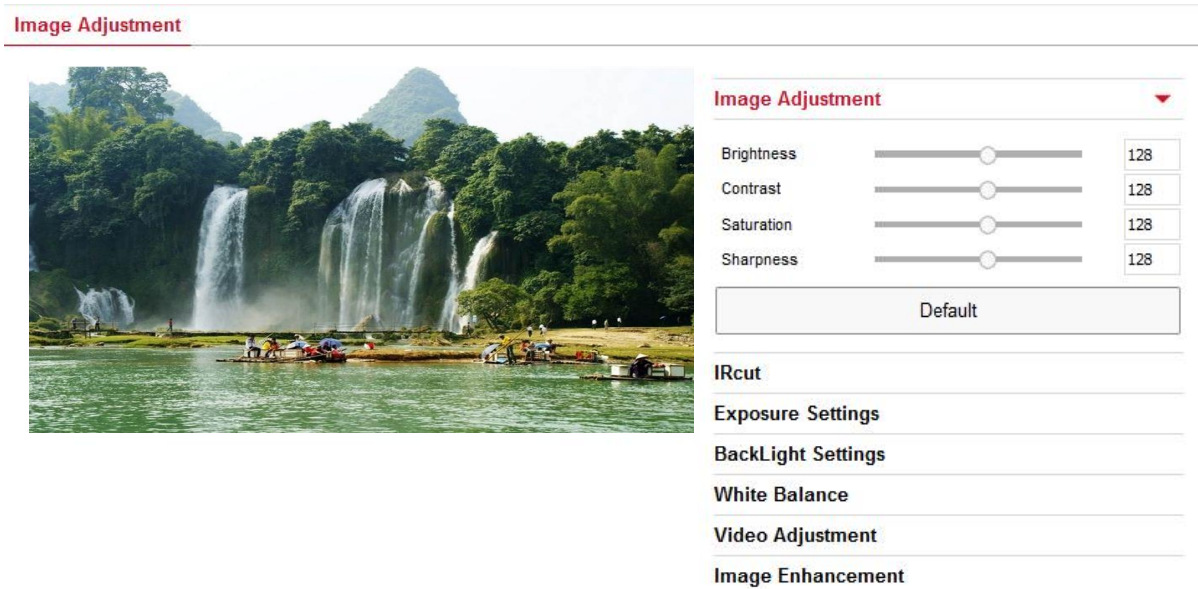 Image Adjustment
Image Adjustment
Brightness 128
Contrast 128
Saturation 128
Sharpness 128
Default
IRcut
Exposure Settings
BackLight Settings
White Balance
Video Adjustment
Image Enhancement